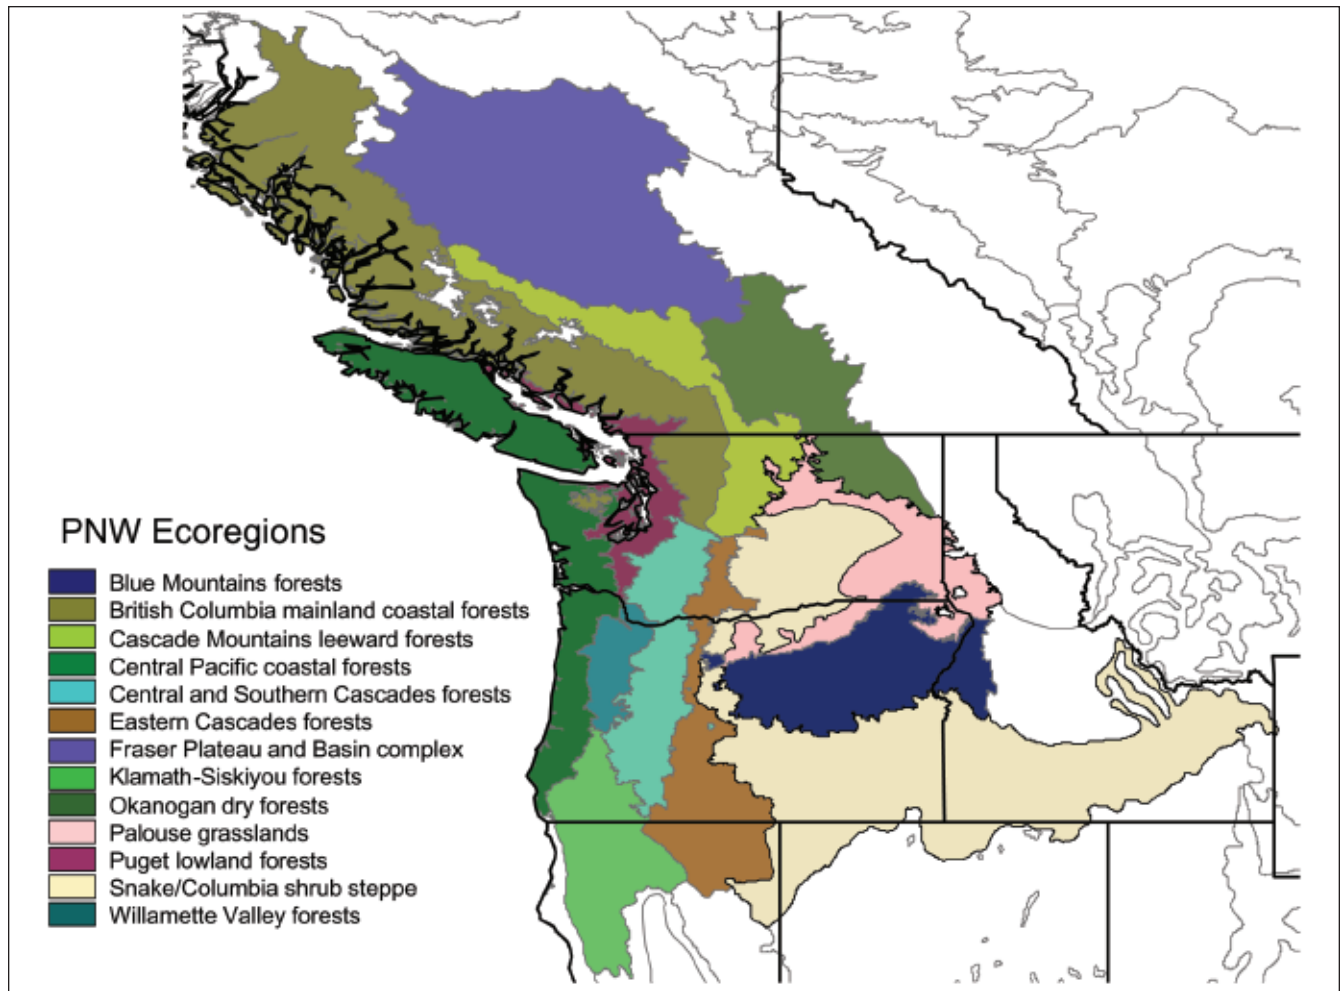 PNW Ecoregions
Blue Mountains forests
British Columbia mainland coastal forests
Cascade Mountains leeward forests
Central Pacific coastal forests
Central and Southern Cascades forests
Eastern Cascades forests
Fraser Plateau and Basin complex
Klamath-Siskiyou forests
Okanogan dry forests
Palouse grasslands
Puget lowland forests
Snake/Columbia shrub steppe
Willamette Valley forests